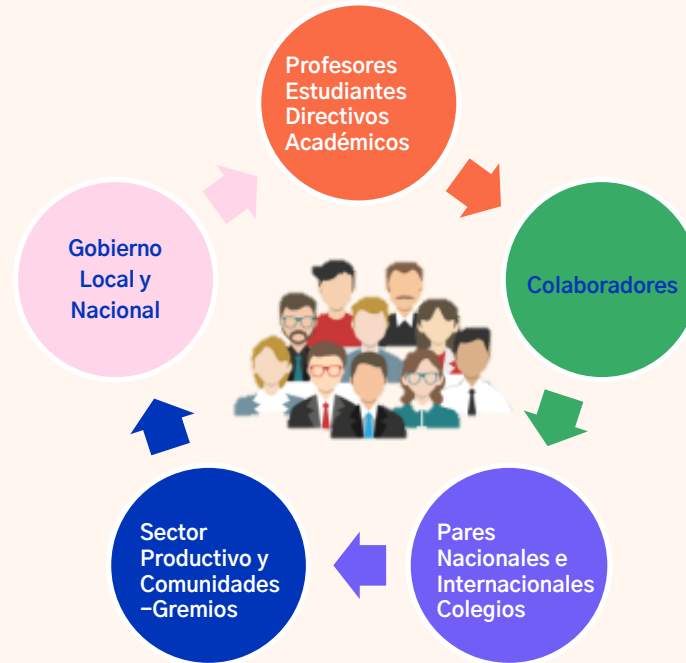 Profesores
Estudiantes
Directivos
Académicos
Colaboradores
Pares
Nacionales e
Internacionales
Colegios
Sector
Productivo y
Comunidades
-Gremios
Gobierno
Local y
Nacional